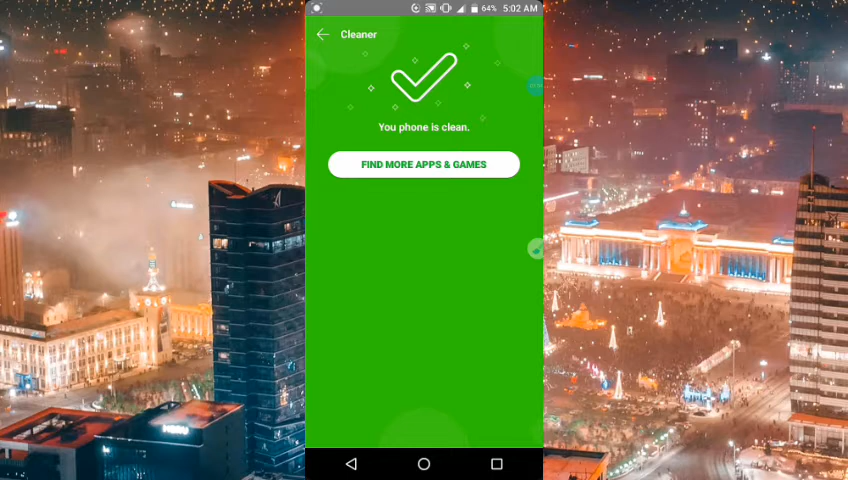 64% 5:02 AM
Cleaner
You phone is clean.
FIND MORE APPS & GAMES